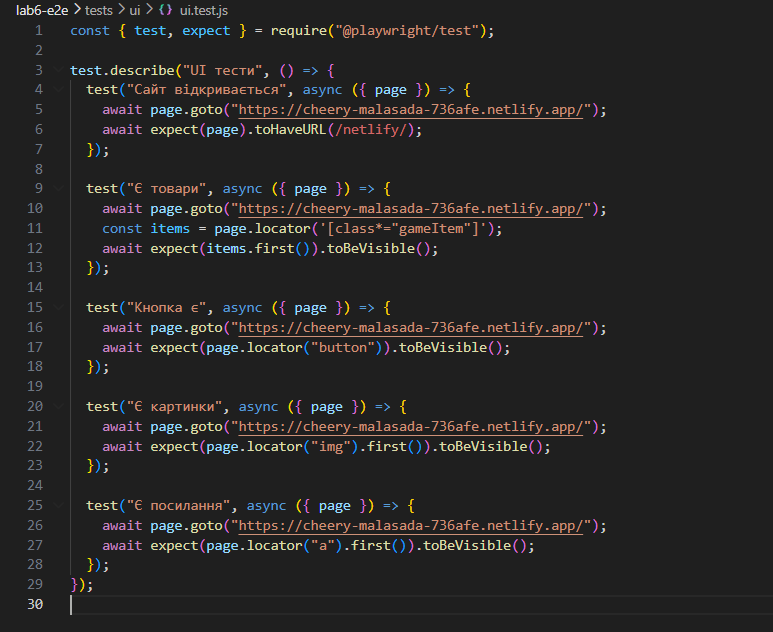 lab6-e2e > tests > ui > {} ui.test.js
1 const { test, expect } = require("@playwright/test");
2
3 test.describe("UI тести", () => {
4   test("Сайт відкривається", async ({ page }) => {
5     await page.goto("https://cheery-malasada-736afe.netlify.app/");
6     await expect(page).toHaveURL(/netlify/);
7   });
8
9   test("Є товари", async ({ page }) => {
10     await page.goto("https://cheery-malasada-736afe.netlify.app/");
11     const items = page.locator('[class*="gameItem"]');
12     await expect(items.first()).toBeVisible();
13   });
14
15   test("Кнопка є", async ({ page }) => {
16     await page.goto("https://cheery-malasada-736afe.netlify.app/");
17     await expect(page.locator("button")).toBeVisible();
18   });
19
20   test("Є картинки", async ({ page }) => {
21     await page.goto("https://cheery-malasada-736afe.netlify.app/");
22     await expect(page.locator("img").first()).toBeVisible();
23   });
24
25   test("Є посилання", async ({ page }) => {
26     await page.goto("https://cheery-malasada-736afe.netlify.app/");
27     await expect(page.locator("a").first()).toBeVisible();
28   });
29 });
30